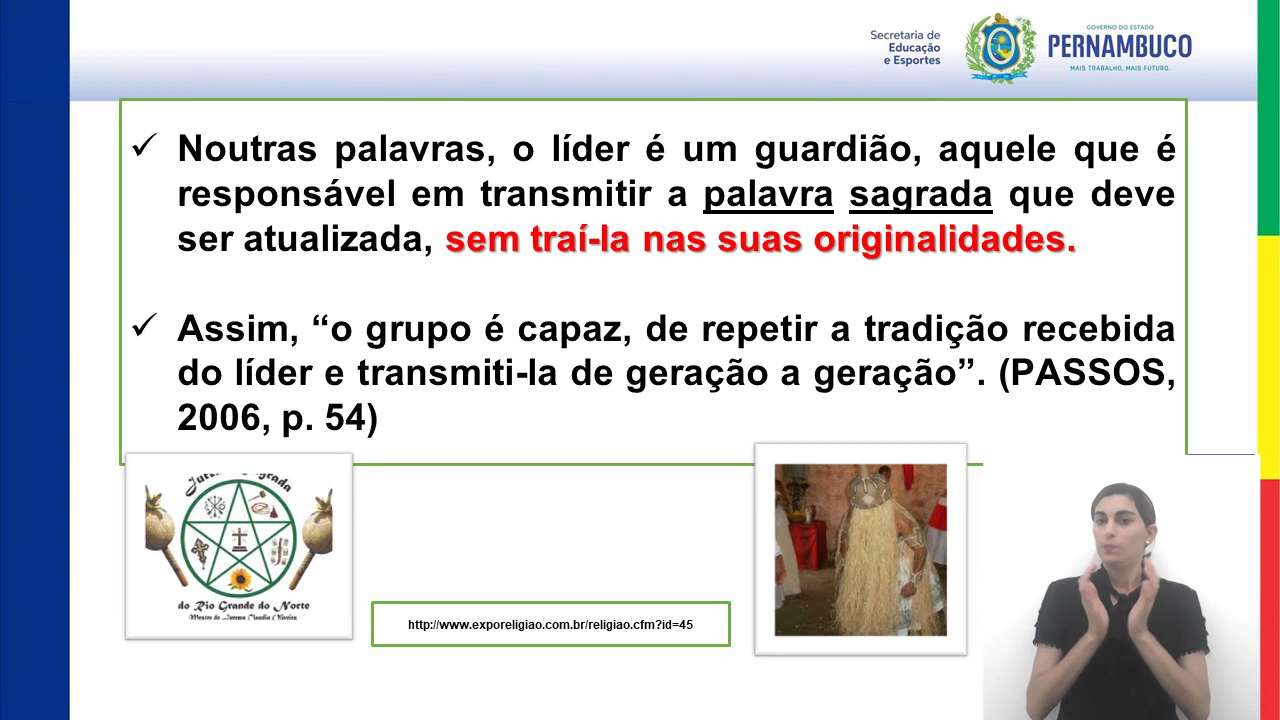 Secretaria de
Educação
e Esportes
GOVERNO DO ESTADO
PERNAMBUCO
MAIS TRABALHO, MAIS FUTURO.
✓ Noutras palavras, o líder é um guardião, aquele que é
responsável em transmitir a palavra sagrada que deve
ser atualizada, sem traí-la nas suas originalidades.
✓ Assim, “o grupo é capaz, de repetir a tradição recebida
do líder e transmiti-la de geração a geração”. (PASSOS,
2006, p. 54)
do Rio Grande do Norte
http://www.exporeligiao.com.br/religiao.cfm?id=45